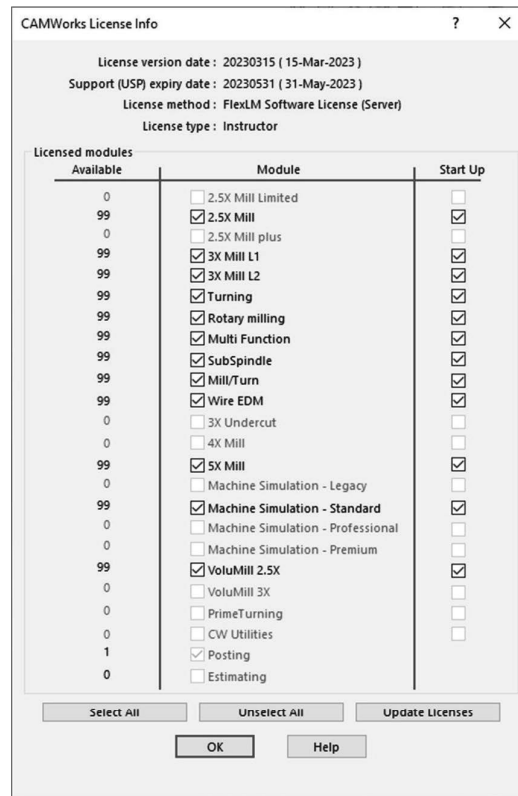 CAMWorks License Info ? ×
License version date : 20230315 ( 15-Mar-2023 )
Support (USP) expiry date : 20230531 ( 31-May-2023 )
License method : FlexLM Software License (Server)
License type : Instructor
Licensed modules
Available Module Start Up
0 2.5X Mill Limited
99 2.5X Mill
0 2.5X Mill plus
99 3X Mill L1
99 3X Mill L2
99 Turning
99 Rotary milling
99 Multi Function
99 SubSpindle
99 Mill/Turn
99 Wire EDM
0 3X Undercut
0 4X Mill
99 5X Mill
0 Machine Simulation - Legacy
99 Machine Simulation - Standard
0 Machine Simulation - Professional
0 Machine Simulation - Premium
99 VoluMill 2.5X
0 VoluMill 3X
0 PrimeTurning
0 CW Utilities
1 Posting
0 Estimating
Select All Unselect All Update Licenses
OK Help